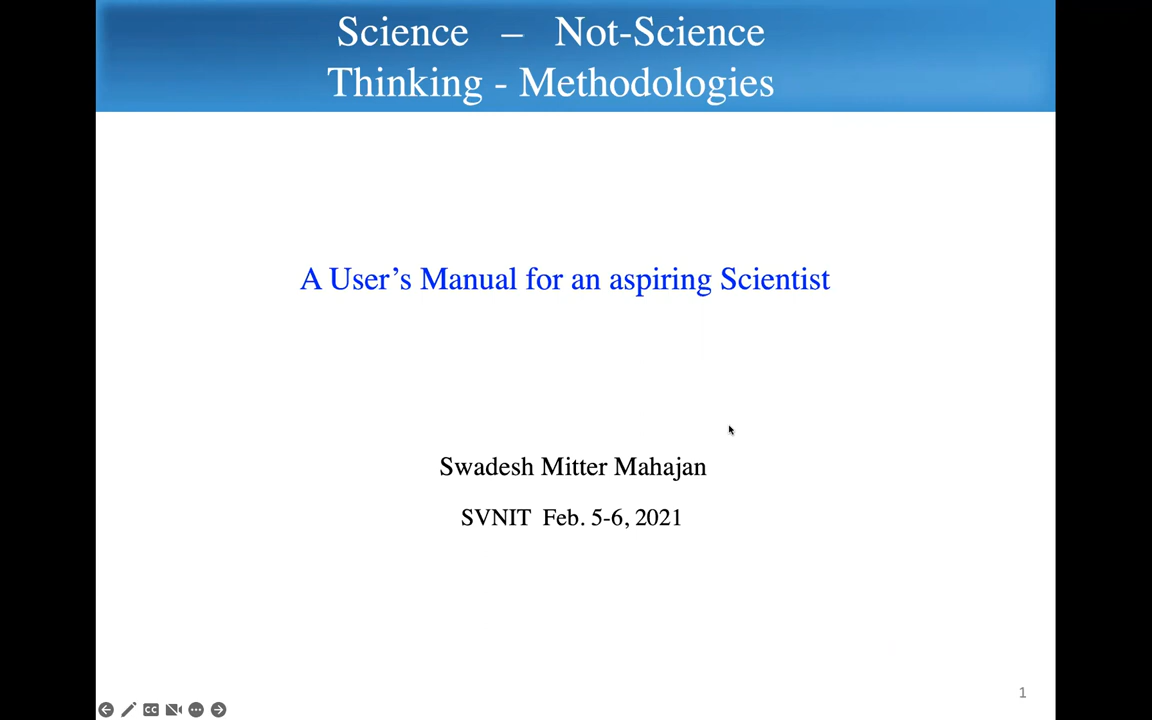 Science – Not-Science
Thinking - Methodologies
A User’s Manual for an aspiring Scientist
Swadesh Mitter Mahajan
SVNIT Feb. 5-6, 2021
1
CC